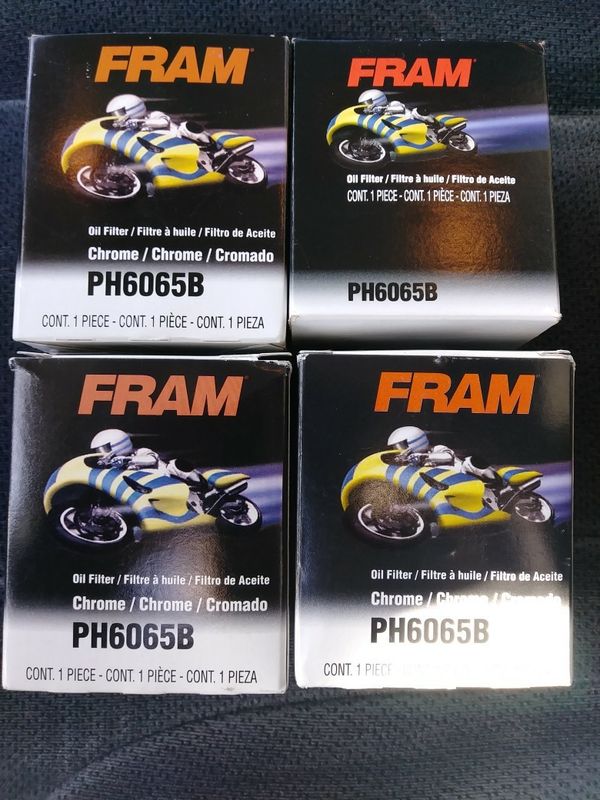 FRAM
Oil Filter / Filtre à huile / Filtro de Aceite
Chrome / Chrome / Cromado
PH6065B
CONT. 1 PIECE - CONT. 1 PIÈCE - CONT. 1 PIEZA
FRAM
Oil Filter / Filtre à huile / Filtro de Aceite
CONT. 1 PIECE - CONT. 1 PIÈCE - CONT. 1 PIEZA
PH6065B
FRAM
Oil Filter / Filtre à huile / Filtro de Aceite
Chrome / Chrome / Cromado
PH6065B
CONT. 1 PIECE - CONT. 1 PIÈCE - CONT. 1 PIEZA
FRAM
Oil Filter / Filtre à huile / Filtro de Aceite
Chrome / Chrome / Cromado
PH6065B
CONT. 1 PIECE